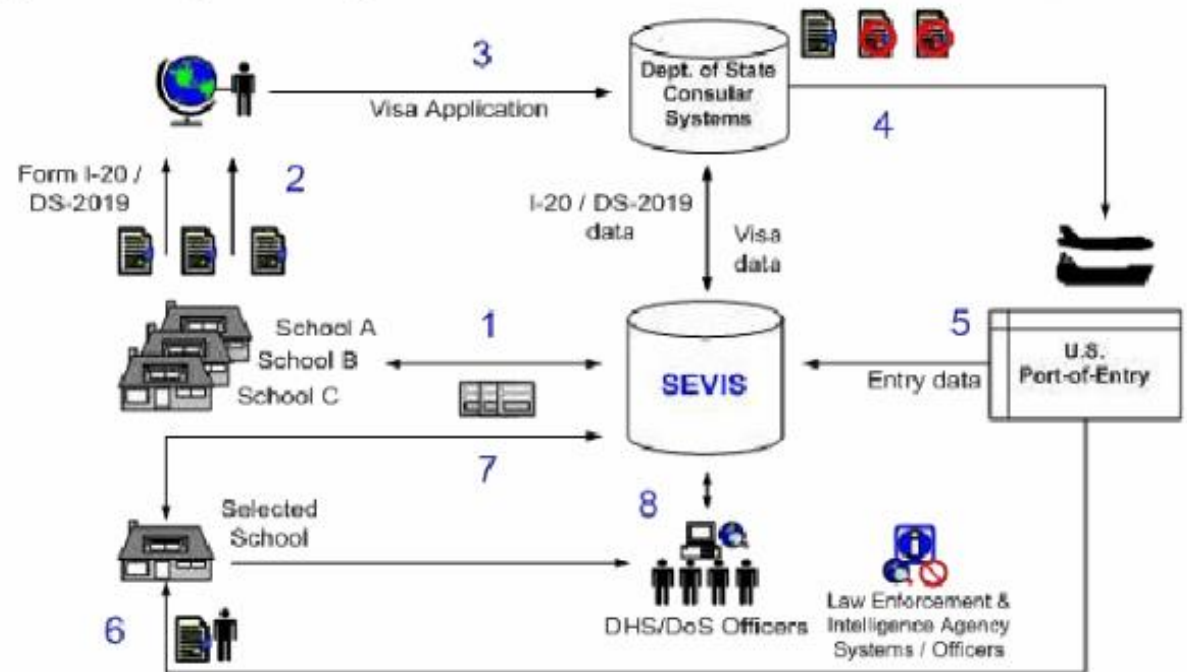 3
Visa Application
Dept. of State
Consular
Systems
4
Form I-20 /
DS-2019
2
I-20 / DS-2019
data
Visa
data
School A
School B
School C
1
SEVIS
5
Entry data
U.S.
Port-of-Entry
7
Selected
School
8
6
DHS/DoS Officers
Law Enforcement &
Intelligence Agency
Systems / Officers